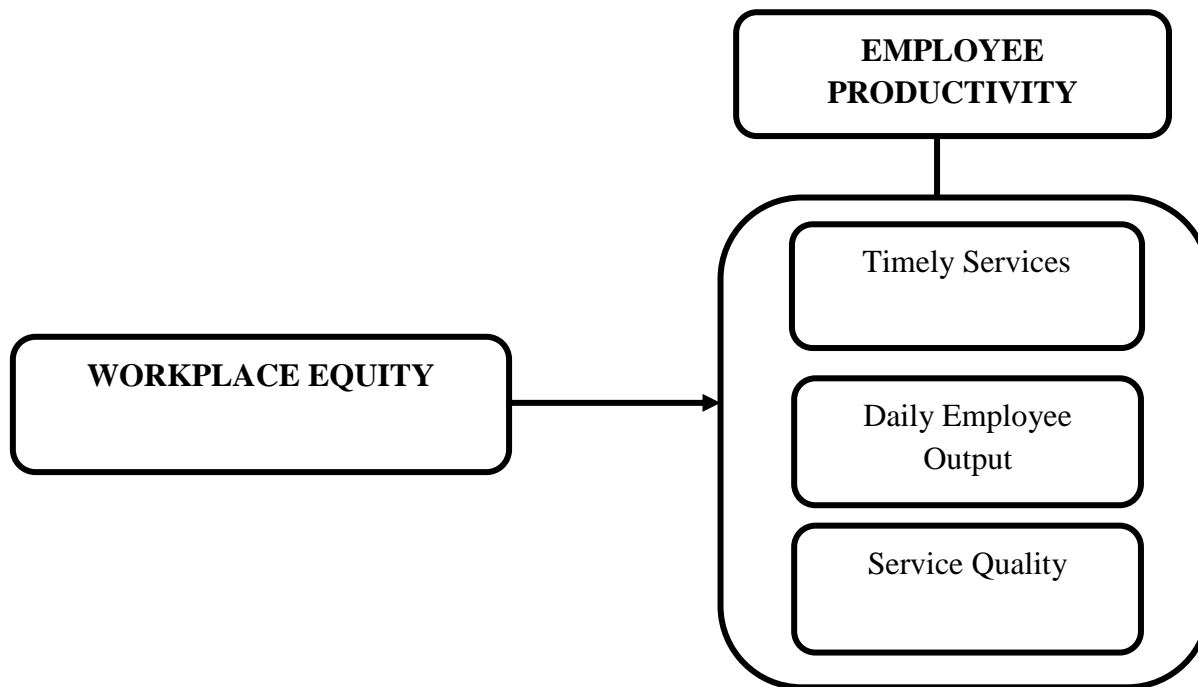 EMPLOYEE
PRODUCTIVITY
Timely Services
WORKPLACE EQUITY
Daily Employee
Output
Service Quality